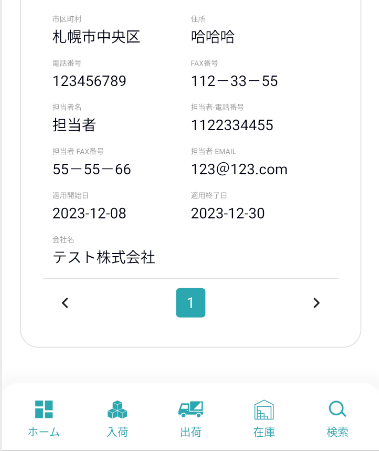 市区町村 住所
札幌市中央区 哈哈哈
電話番号 FAX番号
123456789 112－33－55
担当者名 担当者 電話番号
担当者 1122334455
担当者 FAX番号 担当者 EMAIL
55－55－66 123@123.com
適用開始日 適用終了日
2023-12-08 2023-12-30
会社名
テスト株式会社
1
ホーム 入荷 出荷 在庫 検索